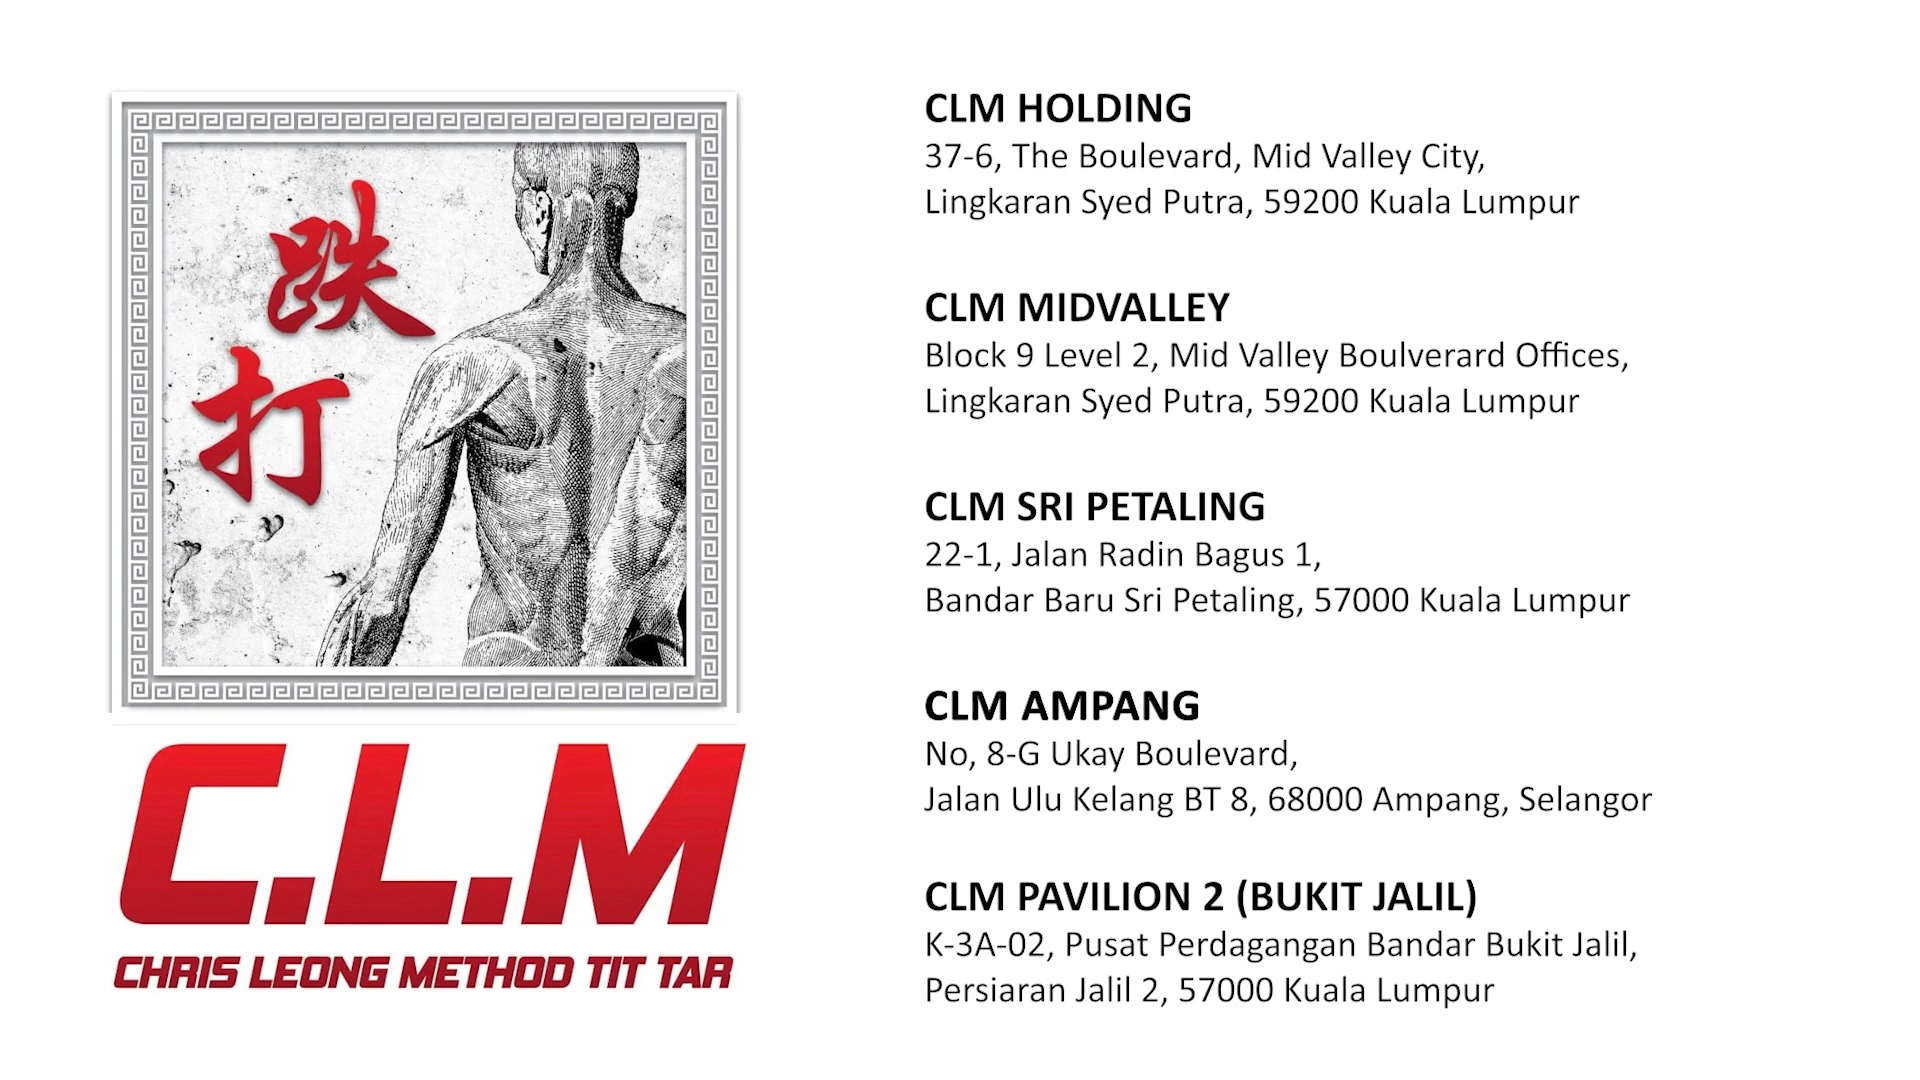 跌
打
C.L.M
CHRIS LEONG METHOD TIT TAR
CLM HOLDING
37-6, The Boulevard, Mid Valley City,
Lingkaran Syed Putra, 59200 Kuala Lumpur
CLM MIDVALLEY
Block 9 Level 2, Mid Valley Boulverard Offices,
Lingkaran Syed Putra, 59200 Kuala Lumpur
CLM SRI PETALING
22-1, Jalan Radin Bagus 1,
Bandar Baru Sri Petaling, 57000 Kuala Lumpur
CLM AMPANG
No, 8-G Ukay Boulevard,
Jalan Ulu Kelang BT 8, 68000 Ampang, Selangor
CLM PAVILION 2 (BUKIT JALIL)
K-3A-02, Pusat Perdagangan Bandar Bukit Jalil,
Persiaran Jalil 2, 57000 Kuala Lumpur